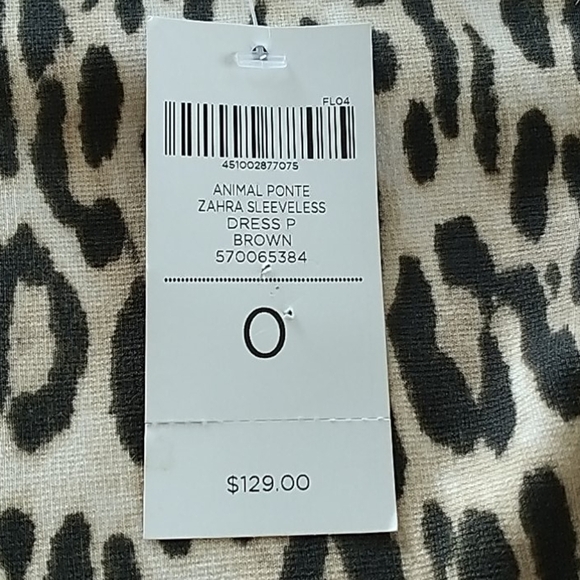 FL04
451002877075
ANIMAL PONTE
ZAHRA SLEEVELESS
DRESS P
BROWN
570065384
0
$129.00